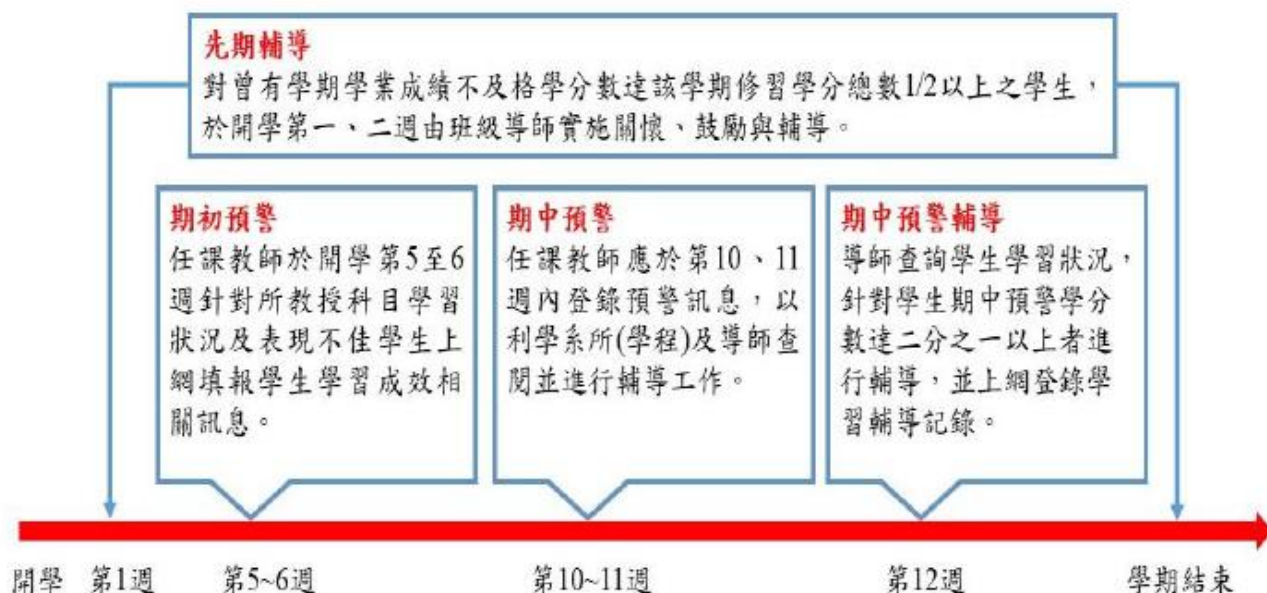 先期輔導
對曾有學期學業成績不及格學分數達該學期修習學分總數1/2以上之學生，
於開學第一、二週由班級導師實施關懷、鼓勵與輔導。
期初預警
任課教師於開學第5至6
週針對所教授科目學習
狀況及表現不佳學生上
網填報學生學習成效相
關訊息。
期中預警
任課教師應於第10、11
週內登錄預警訊息，以
利學系所(學程)及導師查
閱並進行輔導工作。
期中預警輔導
導師查詢學生學習狀況，
針對學生期中預警學分
數達二分之一以上者進
行輔導，並上網登錄學
習輔導記錄。
開學 第1週 第5~6週 第10~11週 第12週 學期結束